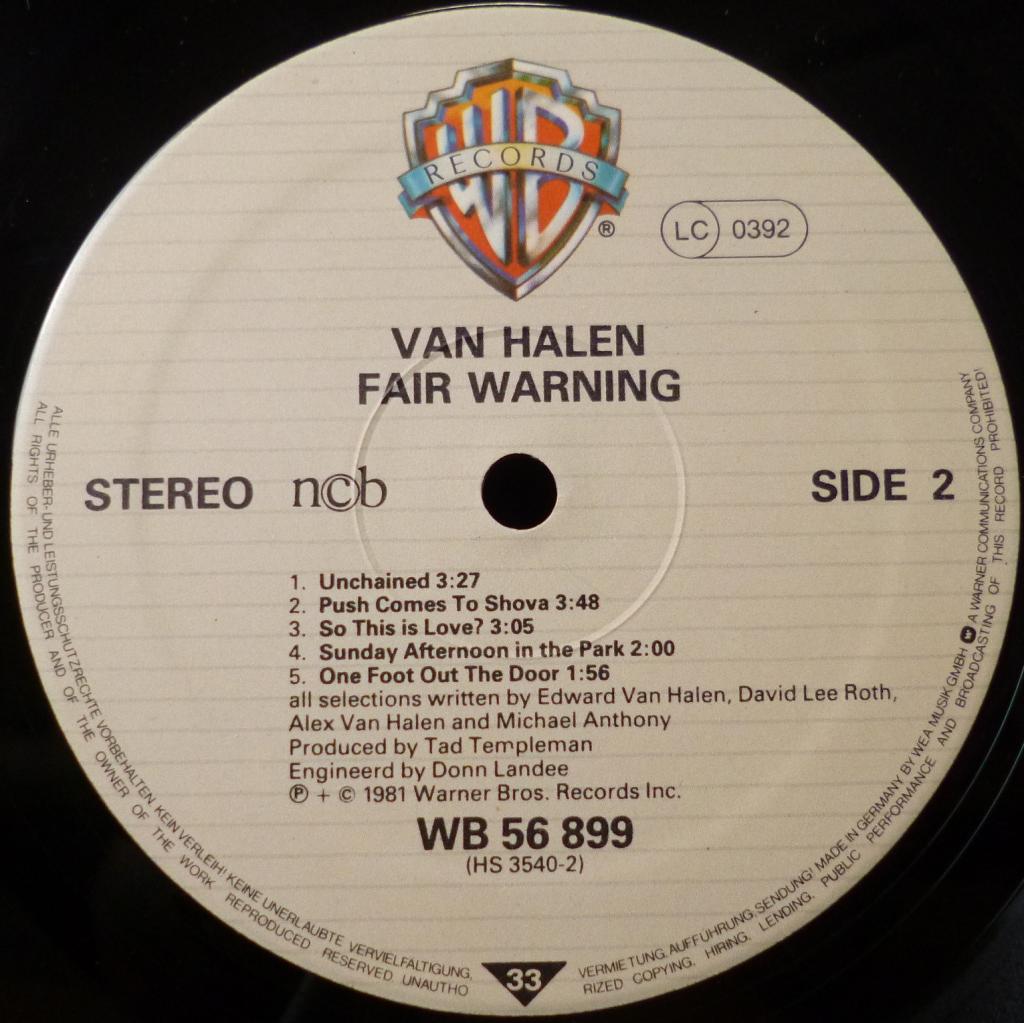 WB
RECORDS
®
LC 0392
VAN HALEN
FAIR WARNING
STEREO n©b
SIDE 2
1. Unchained 3:27
2. Push Comes To Shova 3:48
3. So This is Love? 3:05
4. Sunday Afternoon in the Park 2:00
5. One Foot Out The Door 1:56
all selections written by Edward Van Halen, David Lee Roth,
Alex Van Halen and Michael Anthony
Produced by Tad Templeman
Engineerd by Donn Landee
℗ + © 1981 Warner Bros. Records Inc.
WB 56 899
(HS 3540-2)
33
ALLE URHEBER- UND LEISTUNGSSCHUTZRECHTE VORBEHALTEN KEIN VERLEIH! KEINE UNERLAUBTE VERVIELFALTIGUNG, VERMIETUNG, AUFFÜHRUNG, SENDUNG! MADE IN GERMANY BY WEA MUSIK GMBH A WARNER COMMUNICATIONS COMPANY
ALL RIGHTS OF THE PRODUCER AND OF THE OWNER OF THE WORK REPRODUCED RESERVED UNAUTHO RIZED COPYING, HIRING, LENDING, PUBLIC PERFORMANCE AND BROADCASTING OF THIS RECORD PROHIBITED!